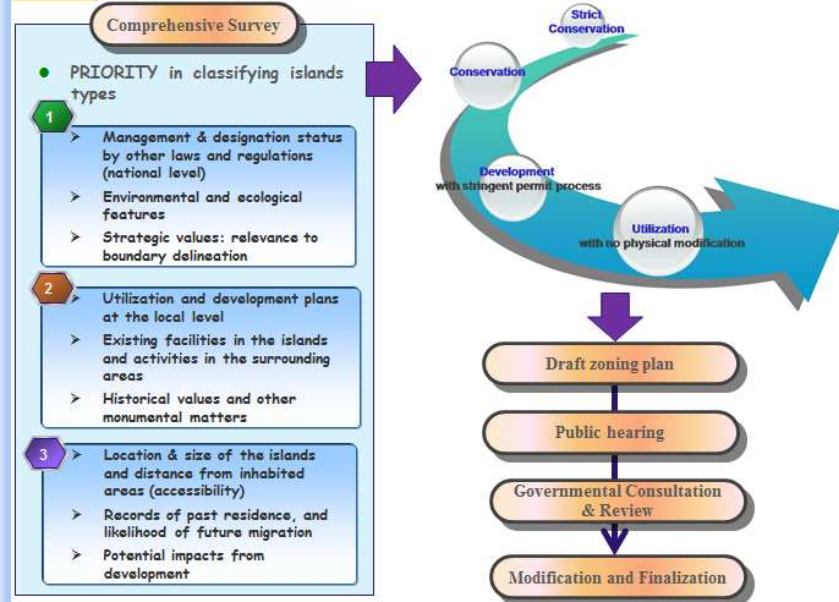 Comprehensive Survey
● PRIORITY in classifying islands
types
1
➤ Management & designation status
by other laws and regulations
(national level)
➤ Environmental and ecological
features
➤ Strategic values: relevance to
boundary delineation
2
➤ Utilization and development plans
at the local level
➤ Existing facilities in the islands
and activities in the surrounding
areas
➤ Historical values and other
monumental matters
3
➤ Location & size of the islands
and distance from inhabited
areas (accessibility)
➤ Records of past residence, and
likelihood of future migration
➤ Potential impacts from
development
Strict
Conservation
Conservation
Development
with stringent permit process
Utilization
with no physical modification
Draft zoning plan
Public hearing
Governmental Consultation
& Review
Modification and Finalization